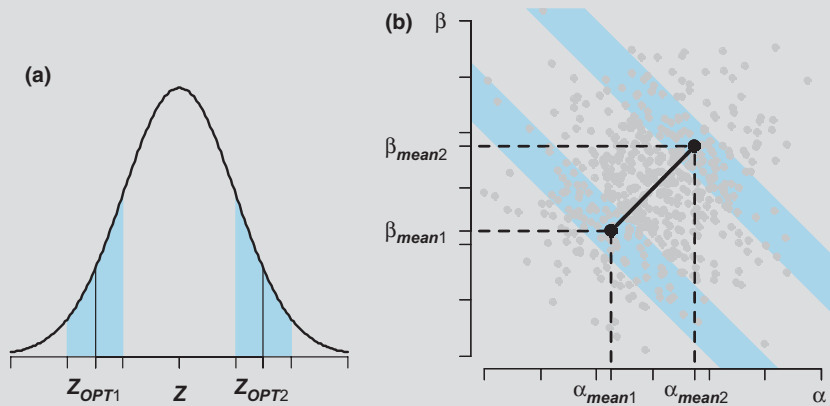 (a)
Z_OPT1 Z Z_OPT2
(b)
β
β_mean2
β_mean1
α_mean1 α_mean2 α